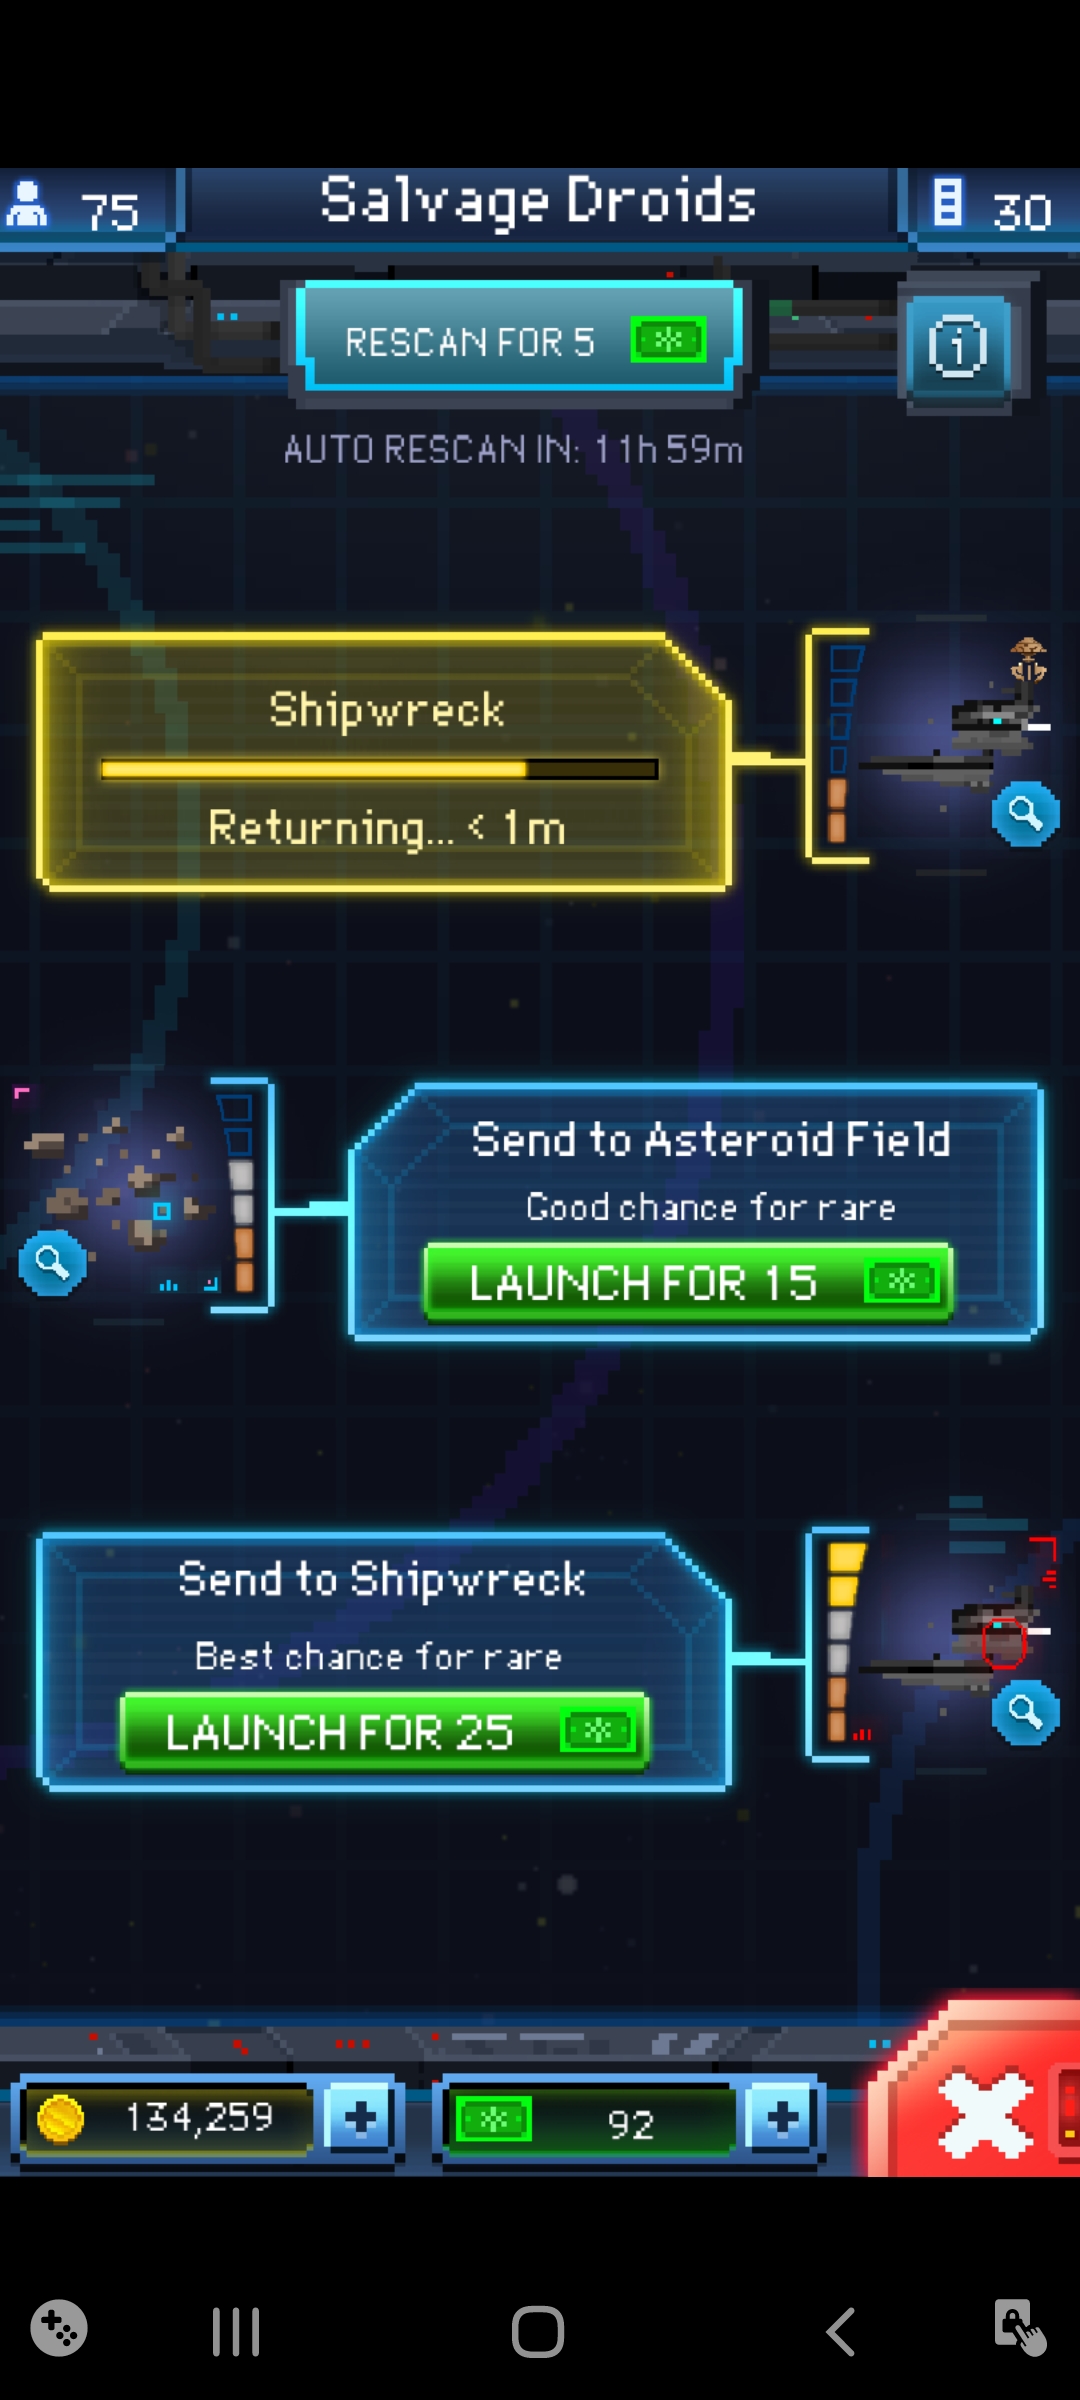 75
Salvage Droids
30
RESCAN FOR 5
AUTO RESCAN IN: 11h 59m
Shipwreck
Returning... < 1m
Send to Asteroid Field
Good chance for rare
LAUNCH FOR 15
Send to Shipwreck
Best chance for rare
LAUNCH FOR 25
134,259
92